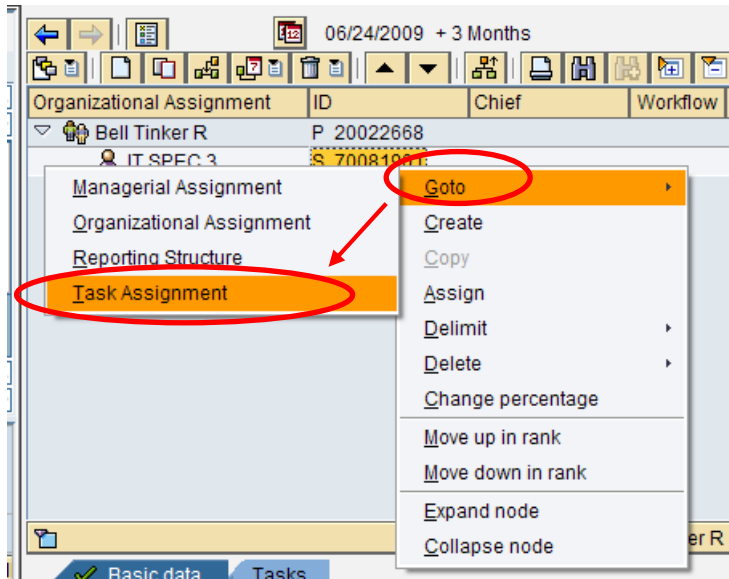 06/24/2009 + 3 Months
Organizational Assignment ID Chief Workflow
Bell Tinker R P 20022668
IT SPEC 3 S 70081901
Managerial Assignment
Organizational Assignment
Reporting Structure
Task Assignment
Goto
Create
Copy
Assign
Delimit
Delete
Change percentage
Move up in rank
Move down in rank
Expand node
Collapse node
er R
Basic data Tasks